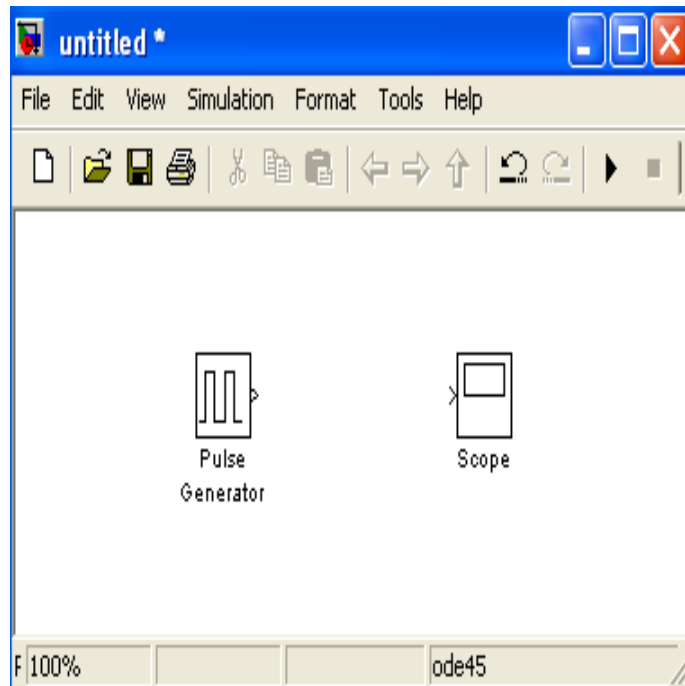 untitled *
File Edit View Simulation Format Tools Help
Pulse
Generator
Scope
F 100% ode45